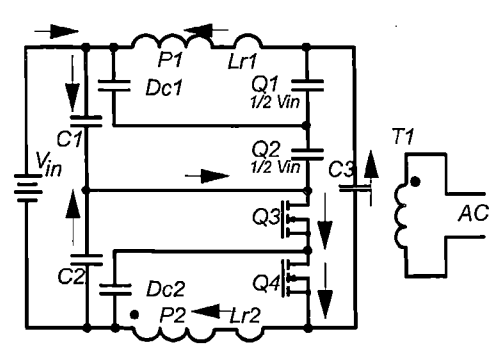 P1
Lr1
Dc1
Q1
1/2 Vin
C1
Q2
1/2 Vin
C3
T1
Vin
Q3
AC
C2
Q4
Dc2
P2
Lr2